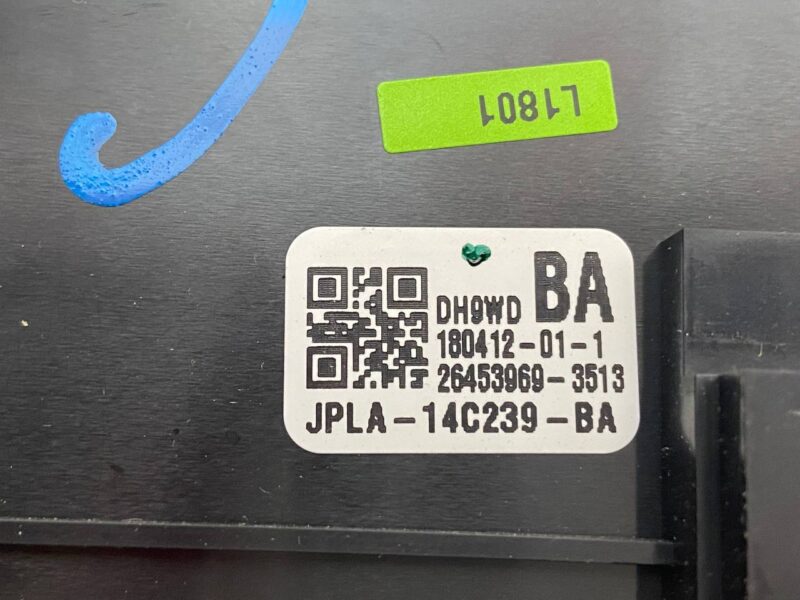 L1801
BA
DH9WD
180412-01-1
26453969-3513
JPLA-14C239-BA